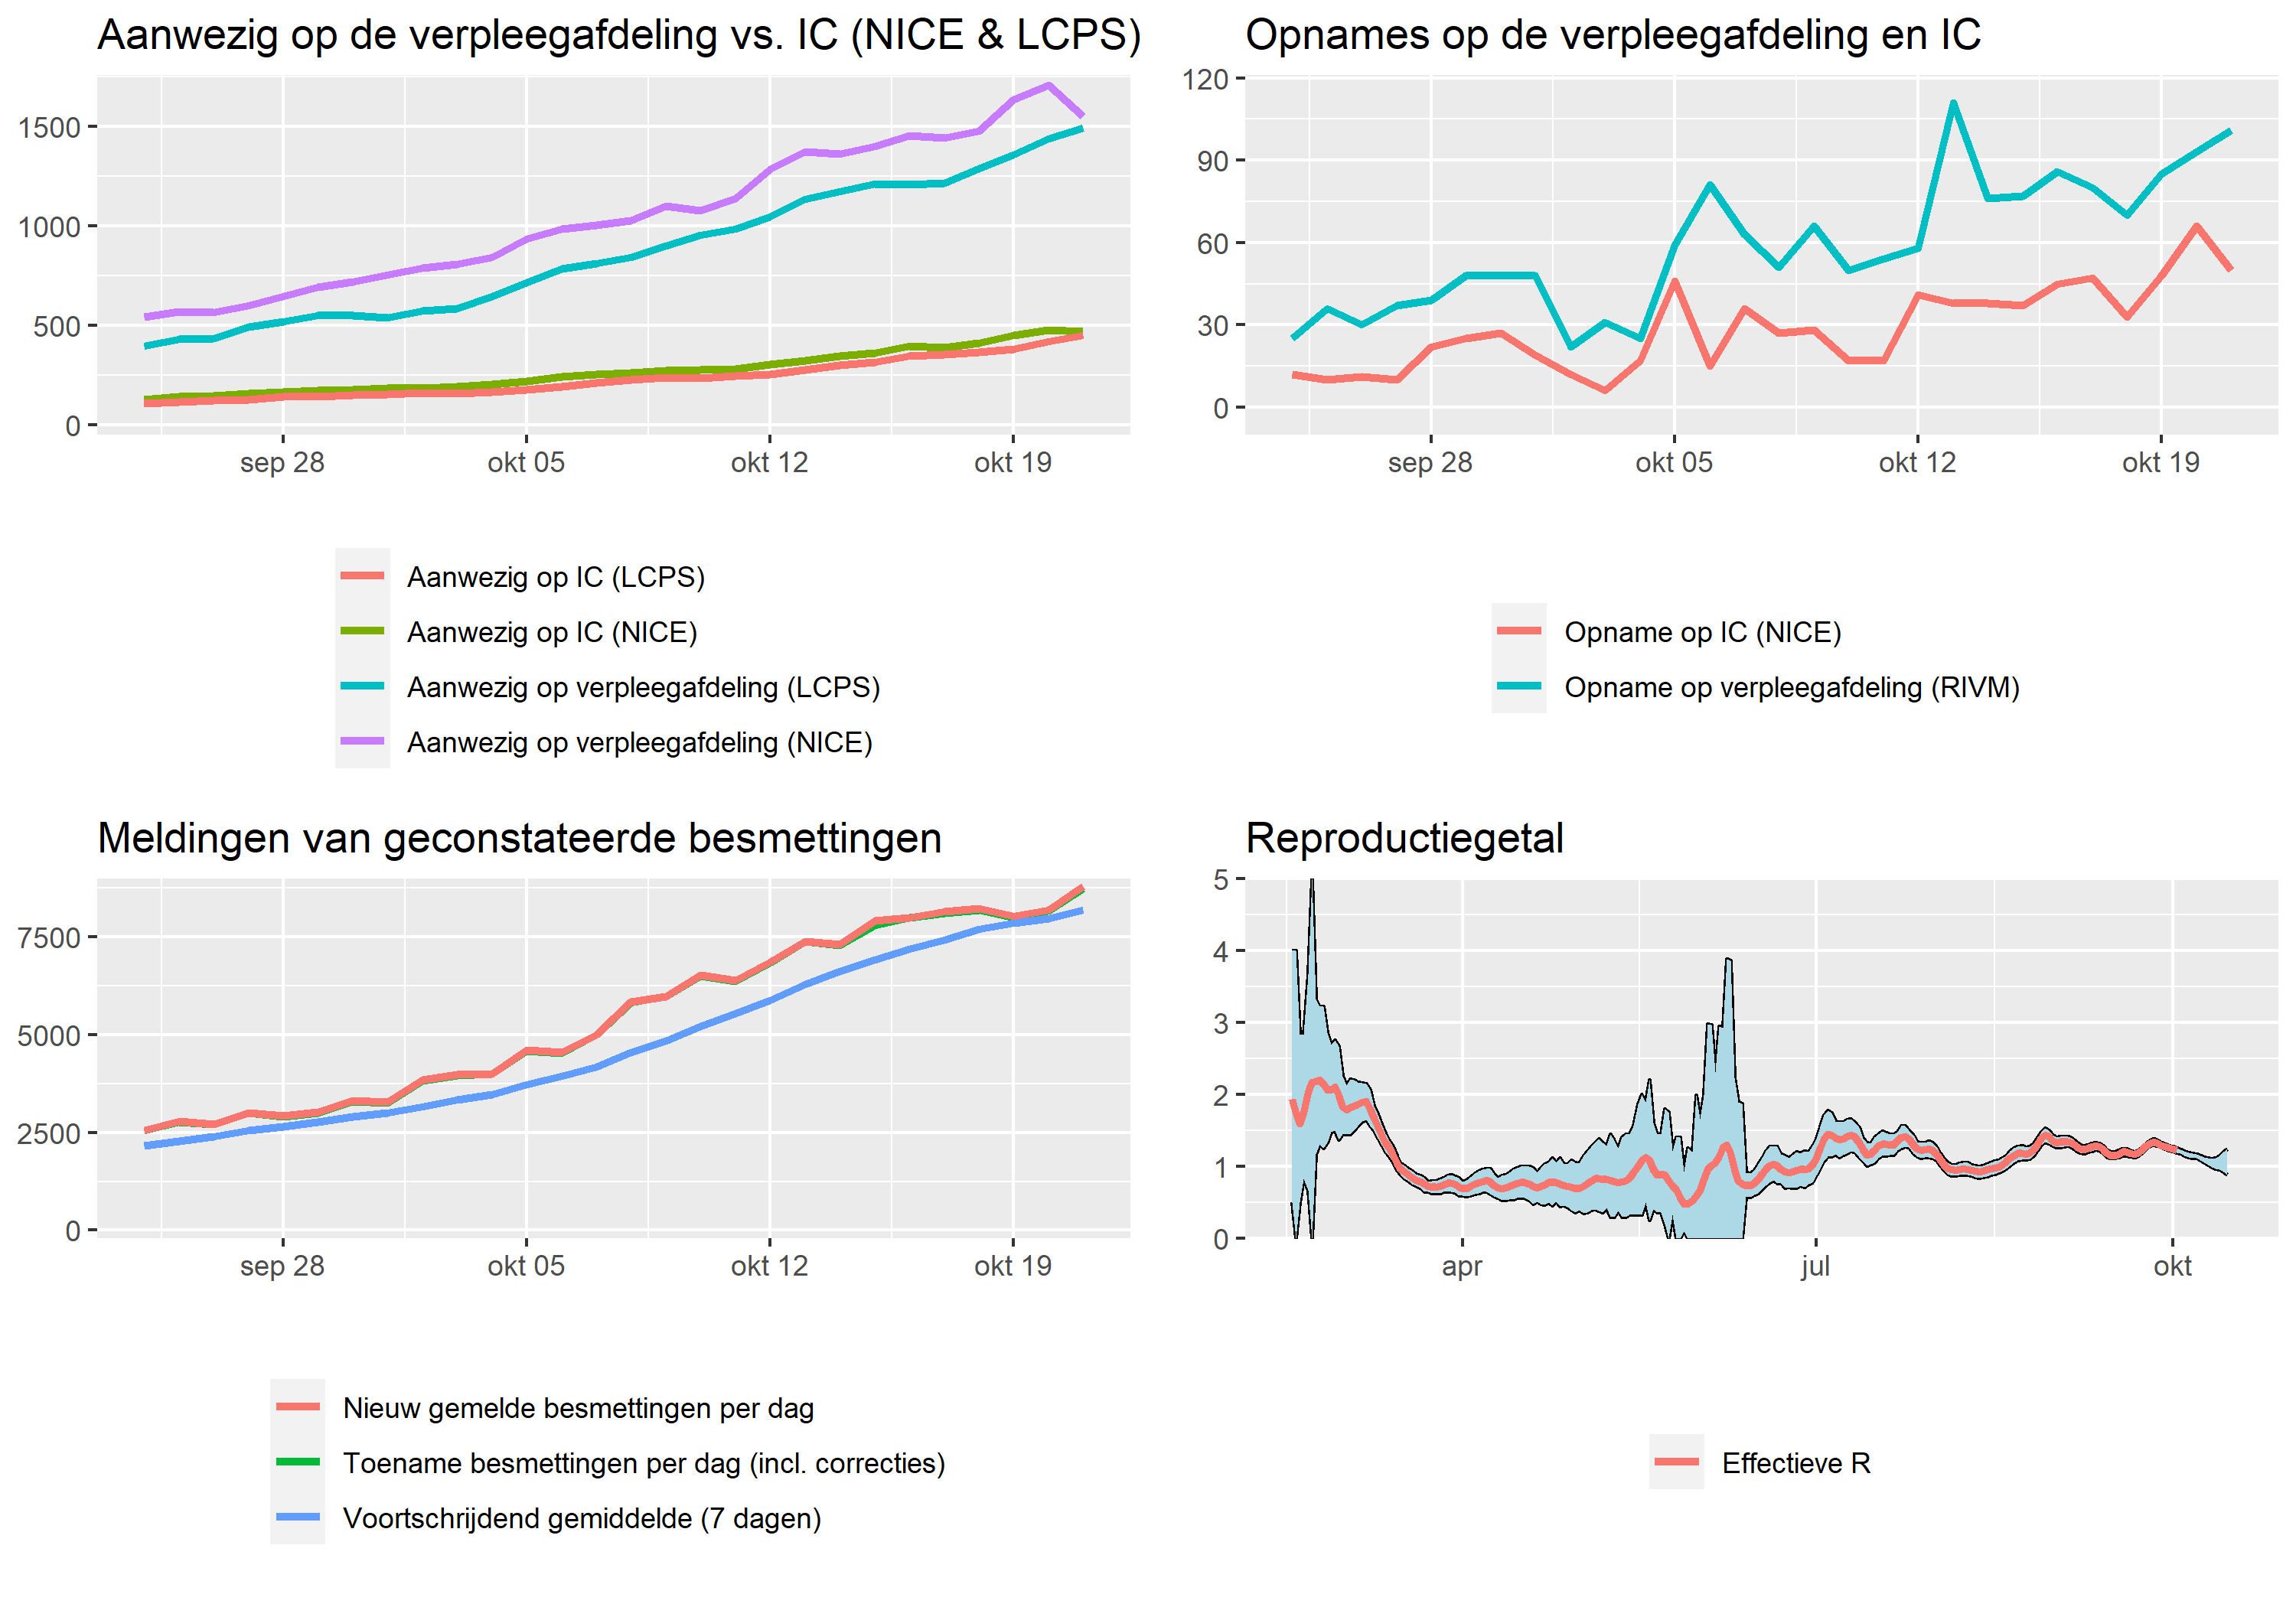 Aanwezig op de verpleegafdeling vs. IC (NICE & LCPS)
1500
1000
500
0
sep 28 okt 05 okt 12 okt 19
Aanwezig op IC (LCPS)
Aanwezig op IC (NICE)
Aanwezig op verpleegafdeling (LCPS)
Aanwezig op verpleegafdeling (NICE)
Opnames op de verpleegafdeling en IC
120
90
60
30
0
sep 28 okt 05 okt 12 okt 19
Opname op IC (NICE)
Opname op verpleegafdeling (RIVM)
Meldingen van geconstateerde besmettingen
7500
5000
2500
0
sep 28 okt 05 okt 12 okt 19
Nieuw gemelde besmettingen per dag
Toename besmettingen per dag (incl. correcties)
Voortschrijdend gemiddelde (7 dagen)
Reproductiegetal
5
4
3
2
1
0
apr jul okt
Effectieve R